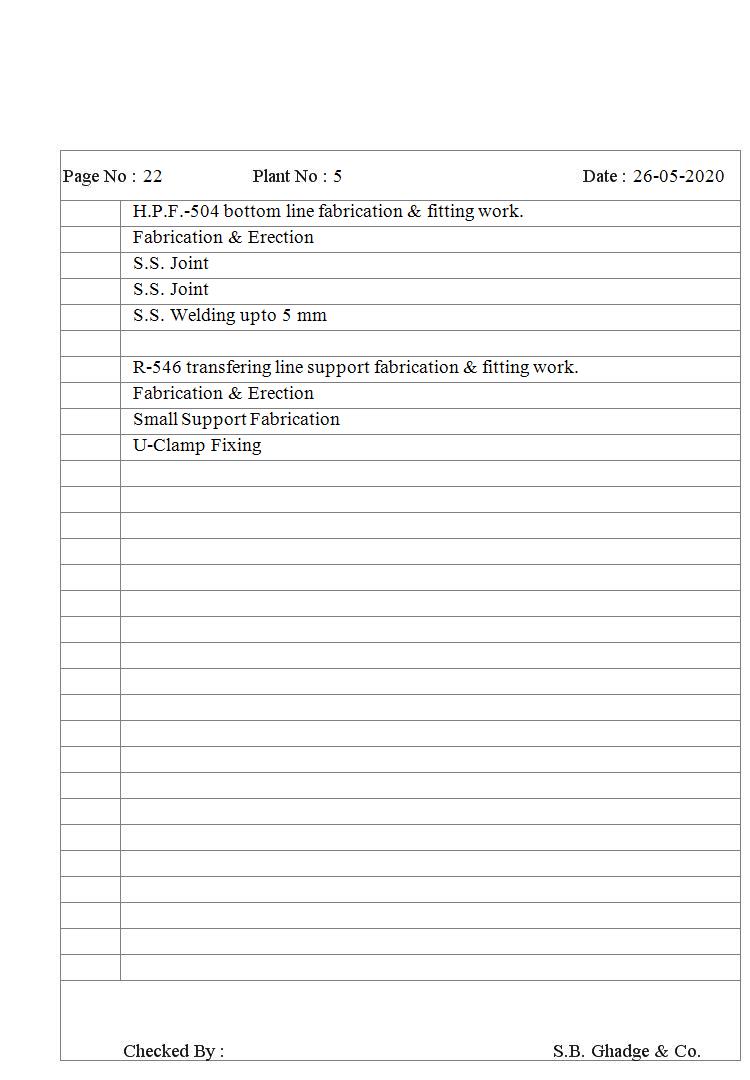 Page No : 22 Plant No : 5 Date : 26-05-2020
H.P.F.-504 bottom line fabrication & fitting work.
Fabrication & Erection
S.S. Joint
S.S. Joint
S.S. Welding upto 5 mm
R-546 transfering line support fabrication & fitting work.
Fabrication & Erection
Small Support Fabrication
U-Clamp Fixing
Checked By : S.B. Ghadge & Co.